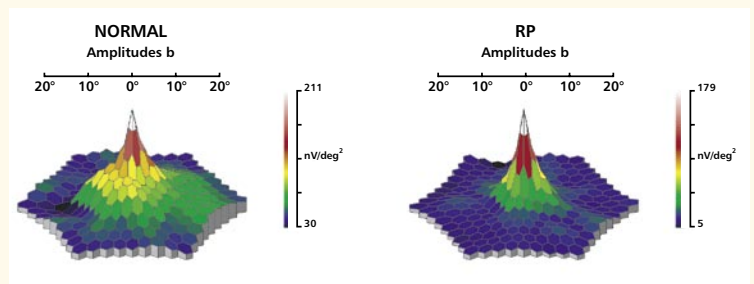 NORMAL
Amplitudes b
20° 10° 0° 10° 20°
211
nV/deg²
30
RP
Amplitudes b
20° 10° 0° 10° 20°
179
nV/deg²
5